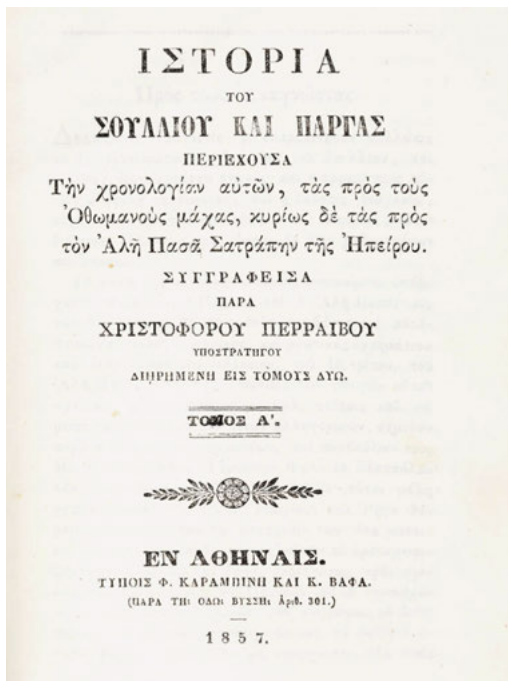 ΙΣΤΟΡΙΑ
ΤΟΥ
ΣΟΥΛΛΙΟΥ ΚΑΙ ΠΑΡΓΑΣ
ΠΕΡΙΕΧΟΥΣΑ
Τὴν χρονολογίαν αὐτῶν, τὰς πρὸς τοὺς
Ὀθωμανοὺς μάχας, κυρίως δὲ τὰς πρὸς
τὸν Ἀλῆ Πασᾶ Σατράπην τῆς Ἠπείρου.
ΣΥΓΓΡΑΦΕΙΣΑ
ΠΑΡΑ
ΧΡΙΣΤΟΦΟΡΟΥ ΠΕΡΡΑΙΒΟΥ
ΥΠΟΣΤΡΑΤΗΓΟΥ
ΔΙῌΡΗΜΕΝΗ ΕΙΣ ΤΟΜΟΥΣ ΔΥΩ.
ΤΟΜΟΣ Α'.
ΕΝ ΑΘΗΝΑΙΣ.
ΤΥΠΟΙΣ Φ. ΚΑΡΑΜΠΙΝΗ ΚΑΙ Κ. ΒΑΦΑ.
(ΠΑΡΑ ΤΗι ΟΔΩι ΒΥΣΣΗι Ἀριθ. 301.)
1857.